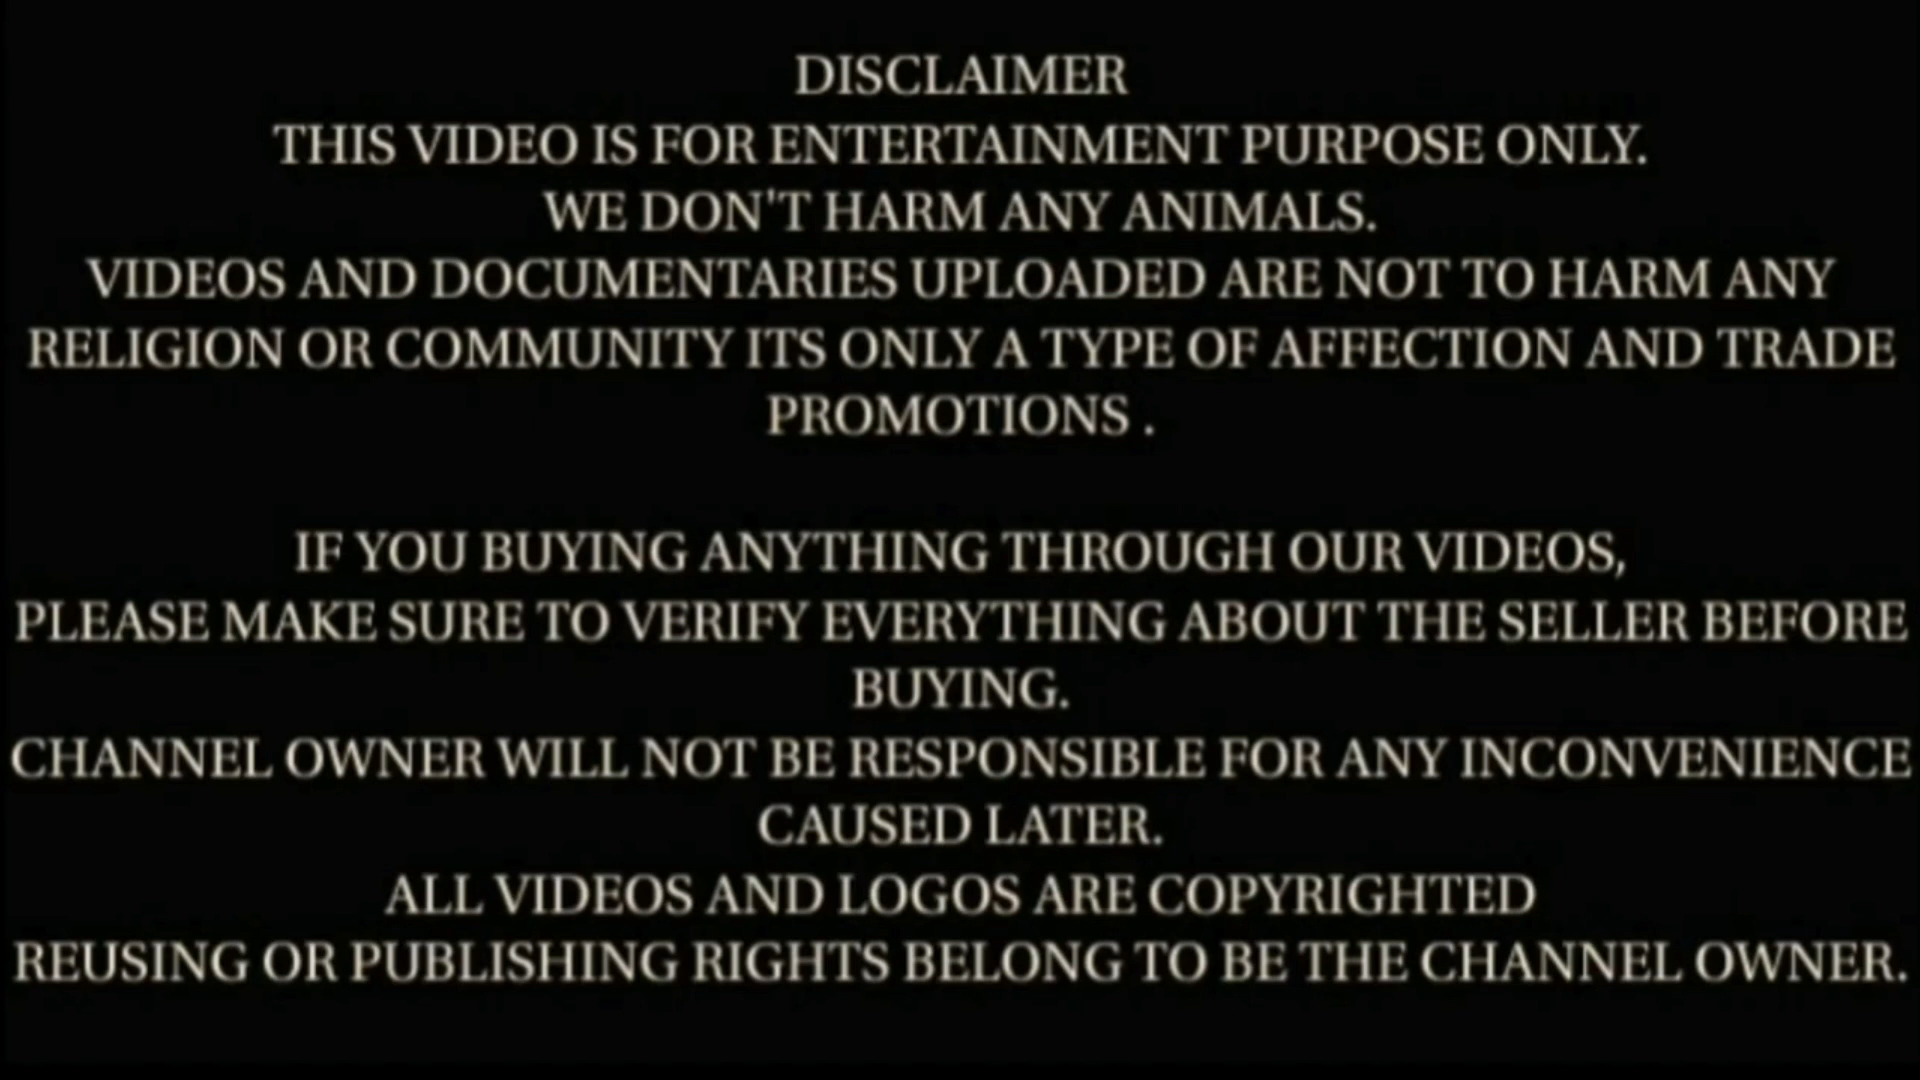 DISCLAIMER
THIS VIDEO IS FOR ENTERTAINMENT PURPOSE ONLY.
WE DON'T HARM ANY ANIMALS.
VIDEOS AND DOCUMENTARIES UPLOADED ARE NOT TO HARM ANY
RELIGION OR COMMUNITY ITS ONLY A TYPE OF AFFECTION AND TRADE
PROMOTIONS .
IF YOU BUYING ANYTHING THROUGH OUR VIDEOS,
PLEASE MAKE SURE TO VERIFY EVERYTHING ABOUT THE SELLER BEFORE
BUYING.
CHANNEL OWNER WILL NOT BE RESPONSIBLE FOR ANY INCONVENIENCE
CAUSED LATER.
ALL VIDEOS AND LOGOS ARE COPYRIGHTED
REUSING OR PUBLISHING RIGHTS BELONG TO BE THE CHANNEL OWNER.